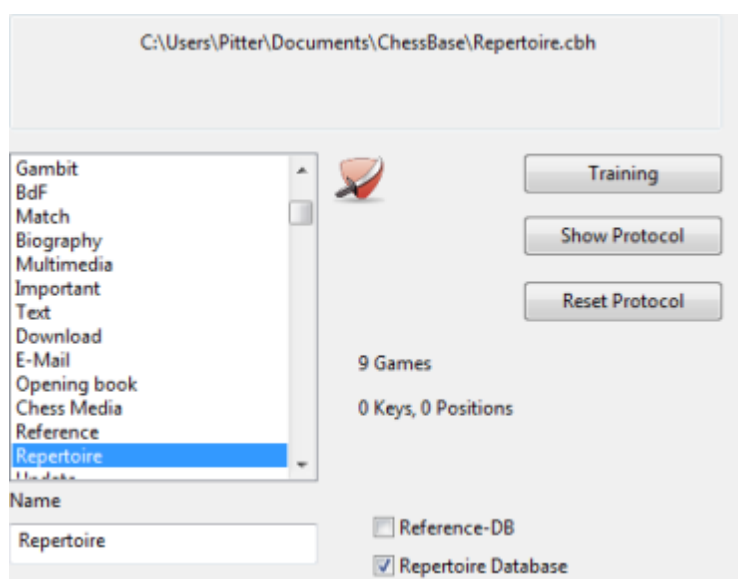 C:\Users\Pitter\Documents\ChessBase\Repertoire.cbh
Gambit
BdF
Match
Biography
Multimedia
Important
Text
Download
E-Mail
Opening book
Chess Media
Reference
Repertoire
Update
Training
Show Protocol
Reset Protocol
9 Games
0 Keys, 0 Positions
Name
Repertoire
Reference-DB
Repertoire Database